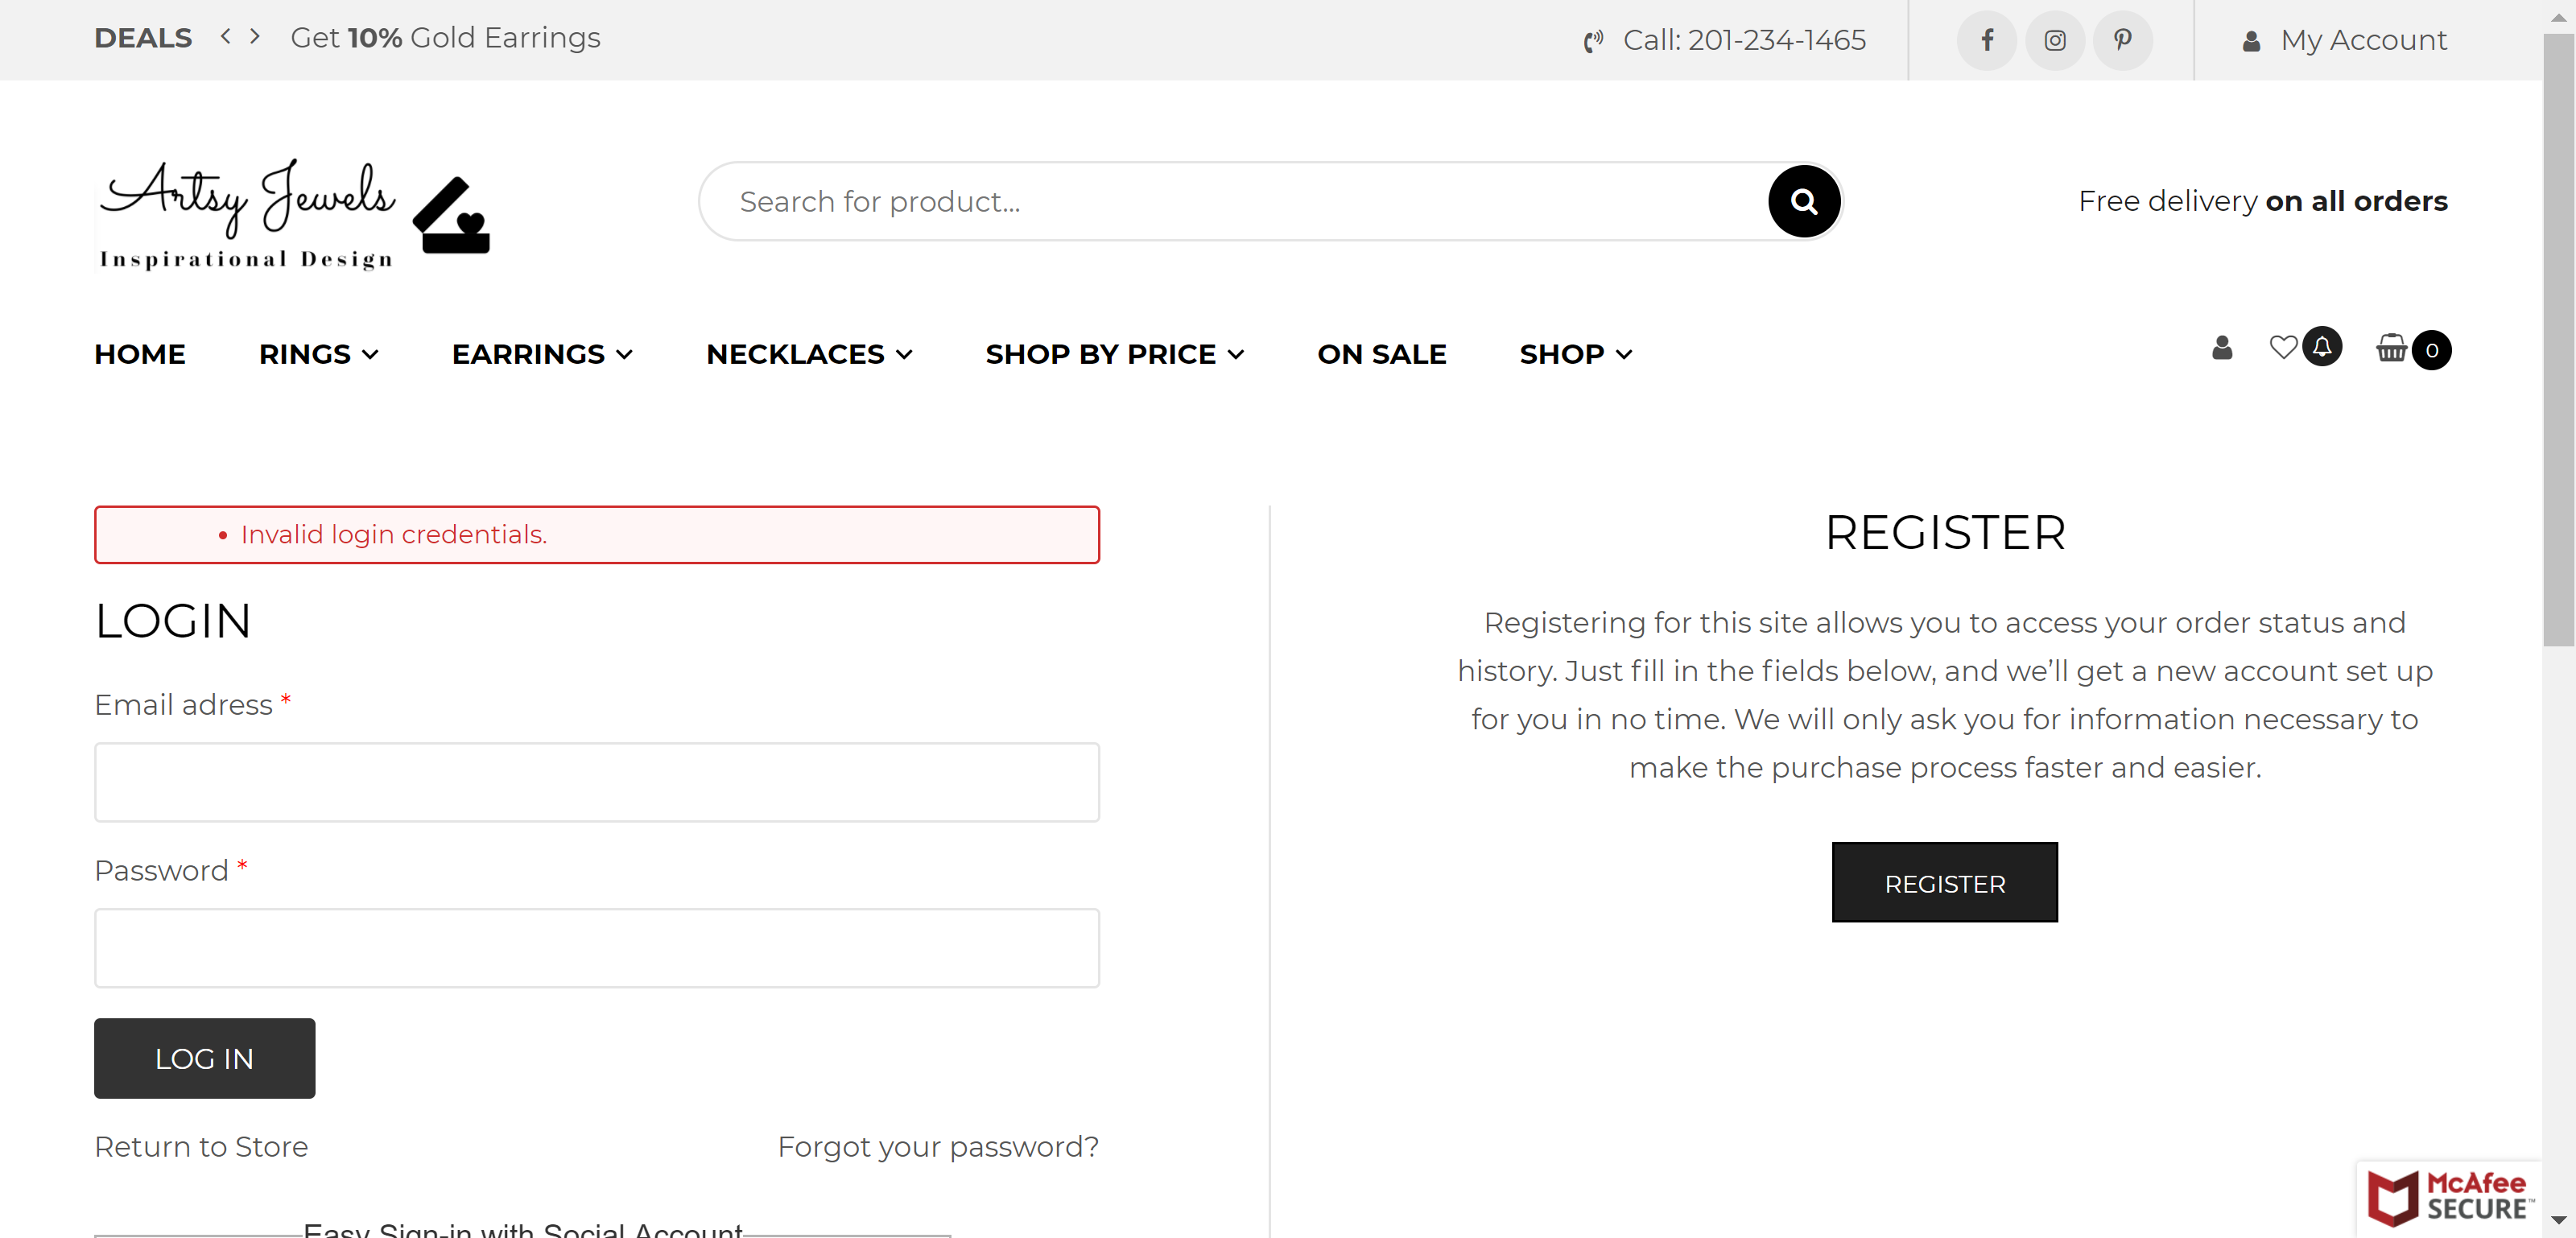 DEALS < > Get 10% Gold Earrings
Call: 201-234-1465
My Account
Artsy Jewels
Inspirational Design
Search for product...
Free delivery on all orders
HOME RINGS EARRINGS NECKLACES SHOP BY PRICE ON SALE SHOP
0
• Invalid login credentials.
LOGIN
Email adress *
Password *
LOG IN
Return to Store Forgot your password?
Easy Sign-in with Social Account
REGISTER
Registering for this site allows you to access your order status and
history. Just fill in the fields below, and we’ll get a new account set up
for you in no time. We will only ask you for information necessary to
make the purchase process faster and easier.
REGISTER
McAfee
SECURE™